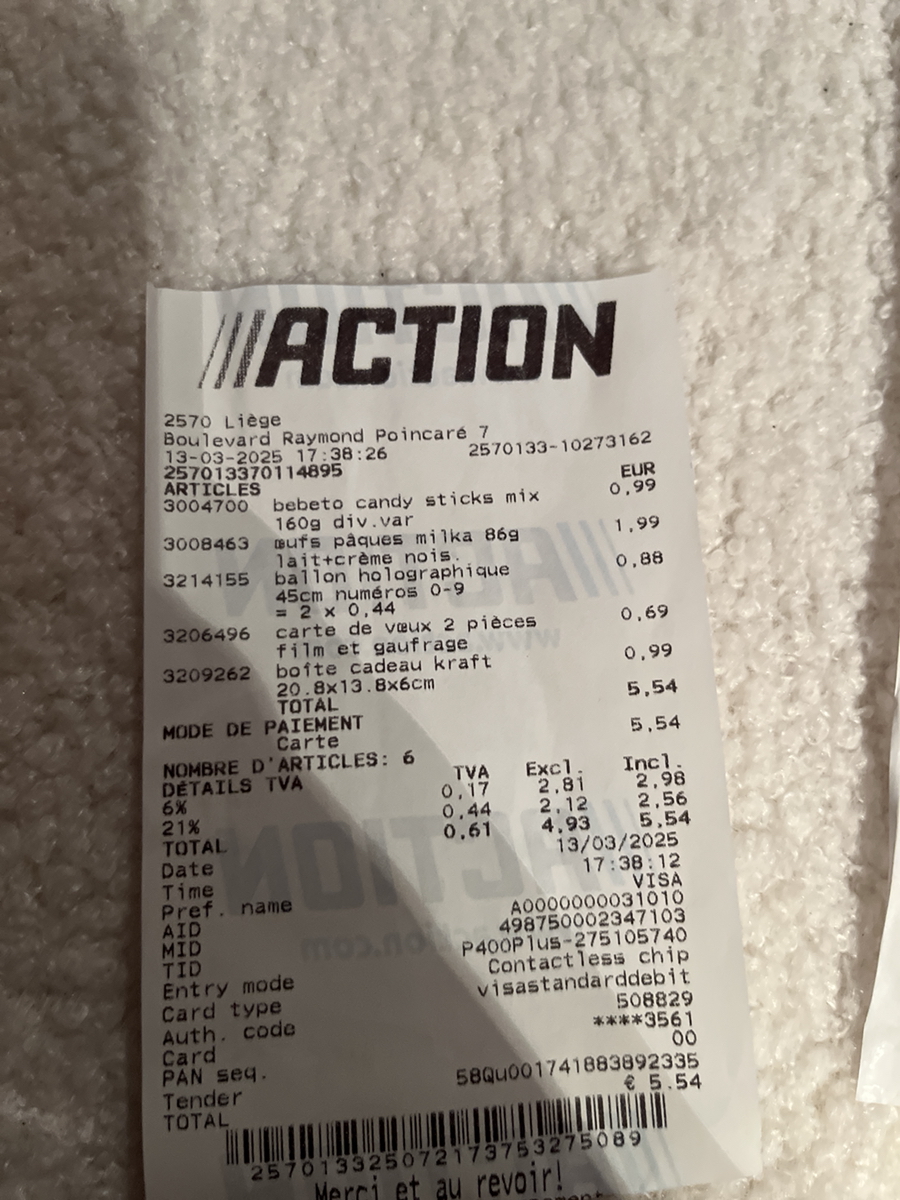 ACTION
2570 Liège
Boulevard Raymond Poincaré 7
13-03-2025 17:38:26 2570133-10273162
257013370114895
ARTICLES EUR
3004700 bebeto candy sticks mix 0,99
160g div.var
3008463 œufs pâques milka 86g 1,99
lait+crème nois.
3214155 ballon holographique 0,88
45cm numéros 0-9
= 2 x 0,44
3206496 carte de vœux 2 pièces 0,69
film et gaufrage
3209262 boîte cadeau kraft 0,99
20.8x13.8x6cm
TOTAL 5,54
MODE DE PAIEMENT
Carte 5,54
NOMBRE D'ARTICLES: 6
DÉTAILS TVA TVA Excl. Incl.
6% 0,17 2,81 2,98
21% 0,44 2,12 2,56
TOTAL 0,61 4,93 5,54
Date 13/03/2025
Time 17:38:12
Pref. name VISA
AID A0000000031010
MID 498750002347103
TID P400Plus-275105740
Entry mode Contactless chip
Card type visastandarddebit
Auth. code 508829
Card ****3561
PAN seq. 00
Tender 58Qu001741883892335
TOTAL € 5.54
2570133250721737532750​89
Merci et au revoir!